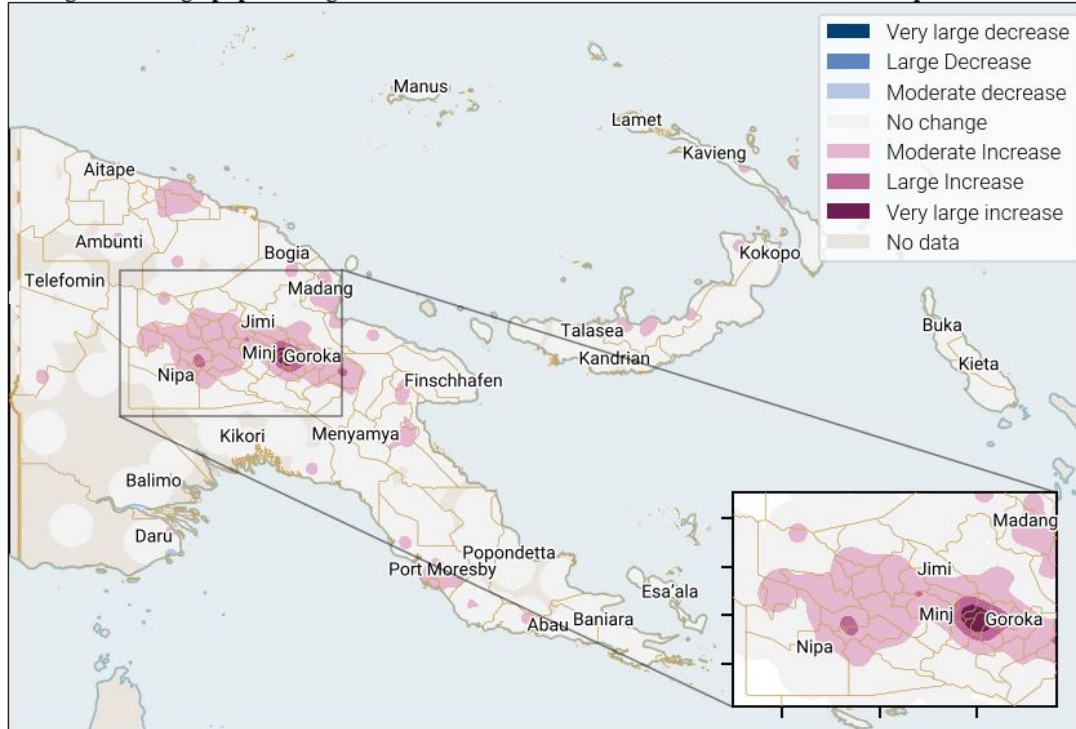 Very large decrease
Large Decrease
Moderate decrease
No change
Moderate Increase
Large Increase
Very large increase
No data
Manus
Lamet
Kavieng
Aitape
Ambunti
Bogia
Kokopo
Telefomin
Madang
Jimi
Talasea
Buka
Minj
Goroka
Kandrian
Kieta
Nipa
Finschhafen
Kikori
Menyamya
Balimo
Daru
Popondetta
Port Moresby
Esa'ala
Abau
Baniara
Madang
Jimi
Minj
Goroka
Nipa